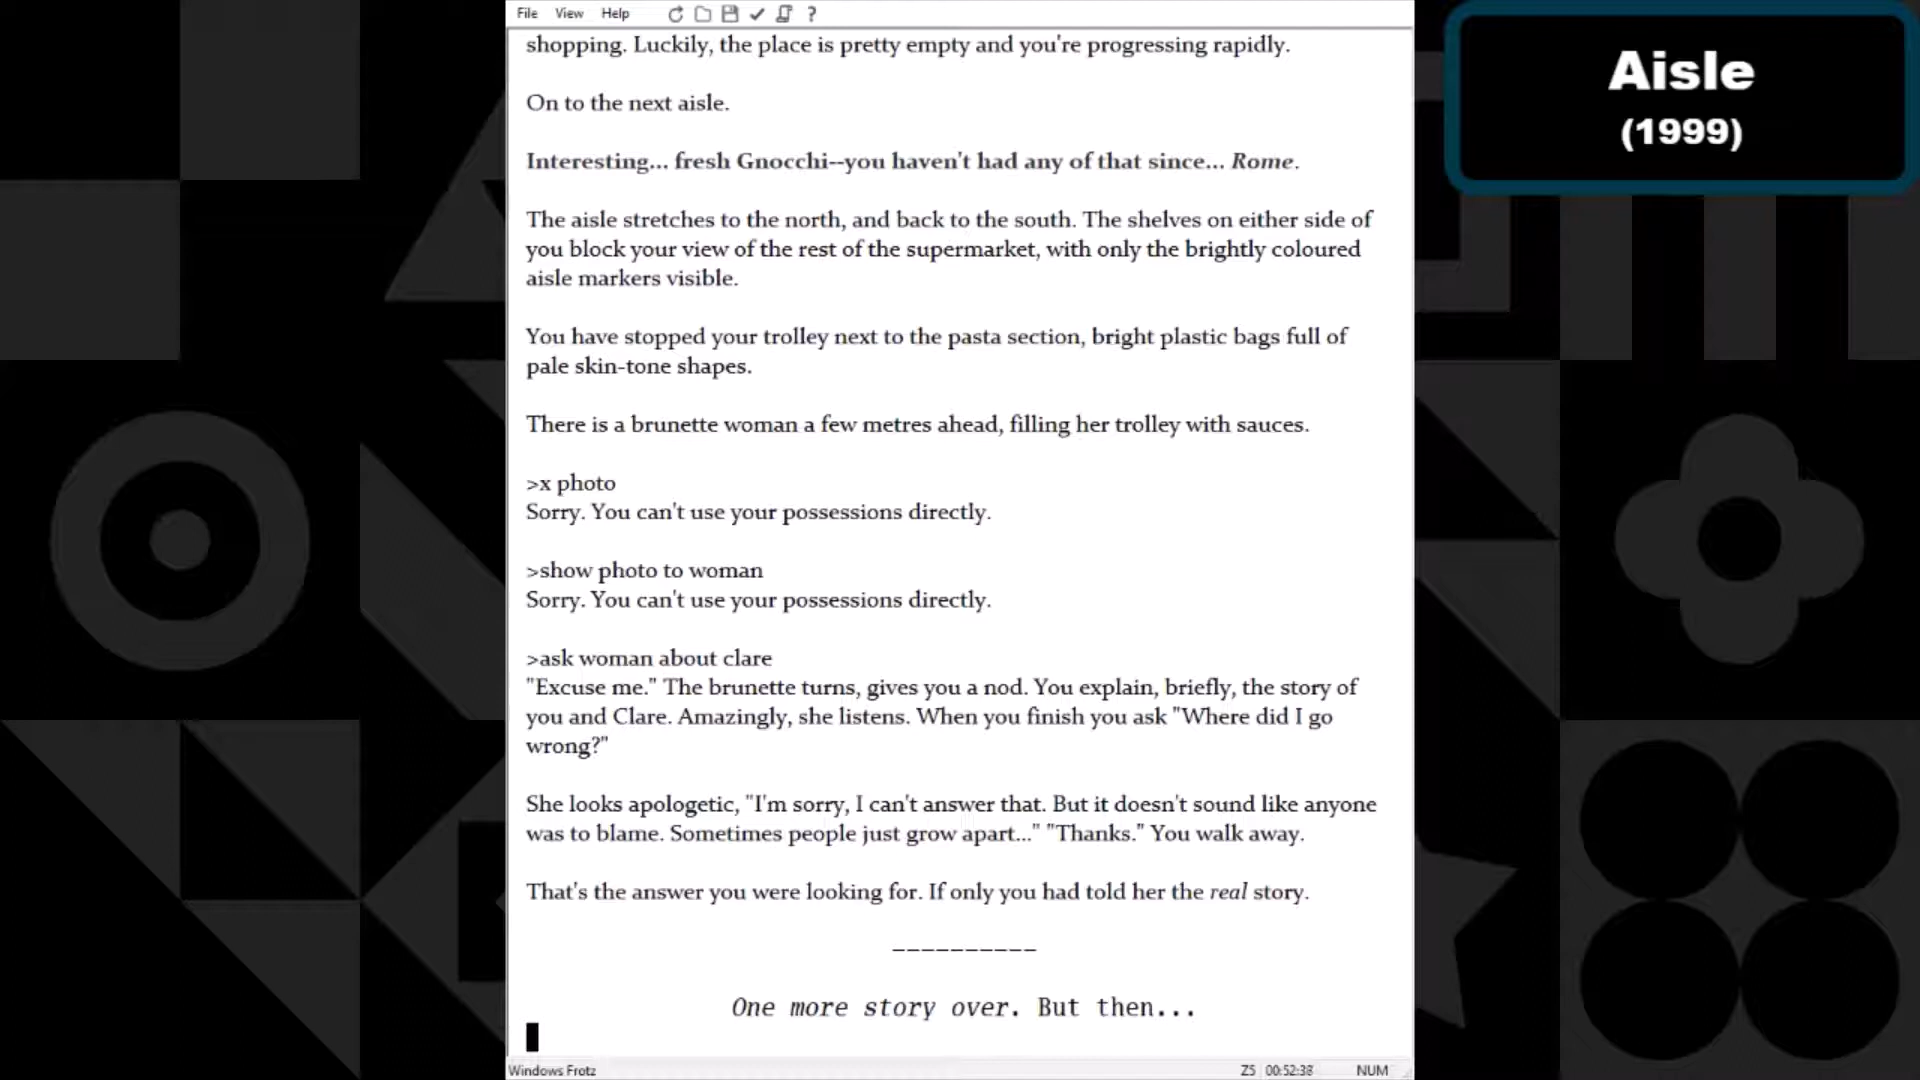 File View Help ?
shopping. Luckily, the place is pretty empty and you're progressing rapidly.
On to the next aisle.
Interesting... fresh Gnocchi--you haven't had any of that since... Rome.
The aisle stretches to the north, and back to the south. The shelves on either side of
you block your view of the rest of the supermarket, with only the brightly coloured
aisle markers visible.
You have stopped your trolley next to the pasta section, bright plastic bags full of
pale skin-tone shapes.
There is a brunette woman a few metres ahead, filling her trolley with sauces.
>x photo
Sorry. You can't use your possessions directly.
>show photo to woman
Sorry. You can't use your possessions directly.
>ask woman about clare
"Excuse me." The brunette turns, gives you a nod. You explain, briefly, the story of
you and Clare. Amazingly, she listens. When you finish you ask "Where did I go
wrong?"
She looks apologetic, "I'm sorry, I can't answer that. But it doesn't sound like anyone
was to blame. Sometimes people just grow apart..." "Thanks." You walk away.
That's the answer you were looking for. If only you had told her the real story.
----------
One more story over. But then...
Windows Frotz Z5 00:52:38 NUM
Aisle
(1999)